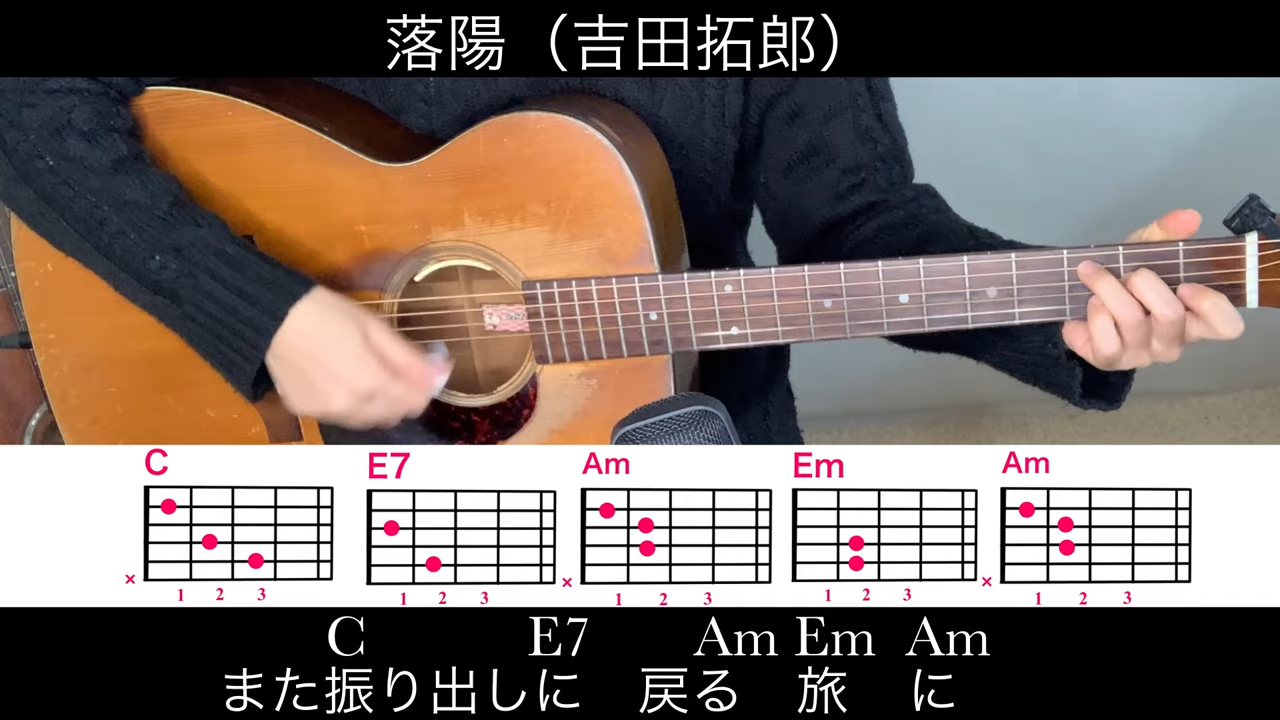 落陽（吉田拓郎）
C E7 Am Em Am
× 1 2 3 1 2 3 × 1 2 3 1 2 3 × 1 2 3
C E7 Am Em Am
また振り出しに 戻る 旅 に